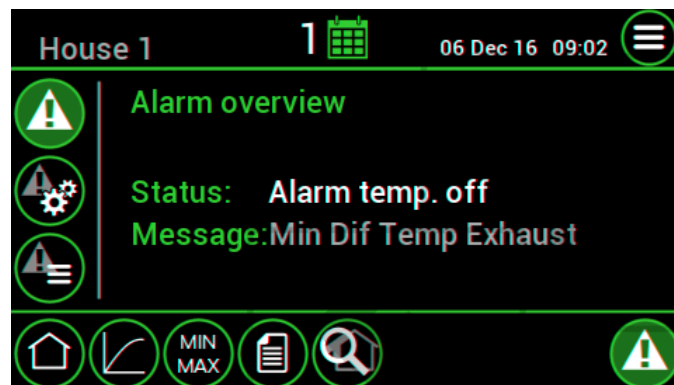 House 1 1 06 Dec 16 09:02
Alarm overview
Status: Alarm temp. off
Message:Min Dif Temp Exhaust
MIN
MAX